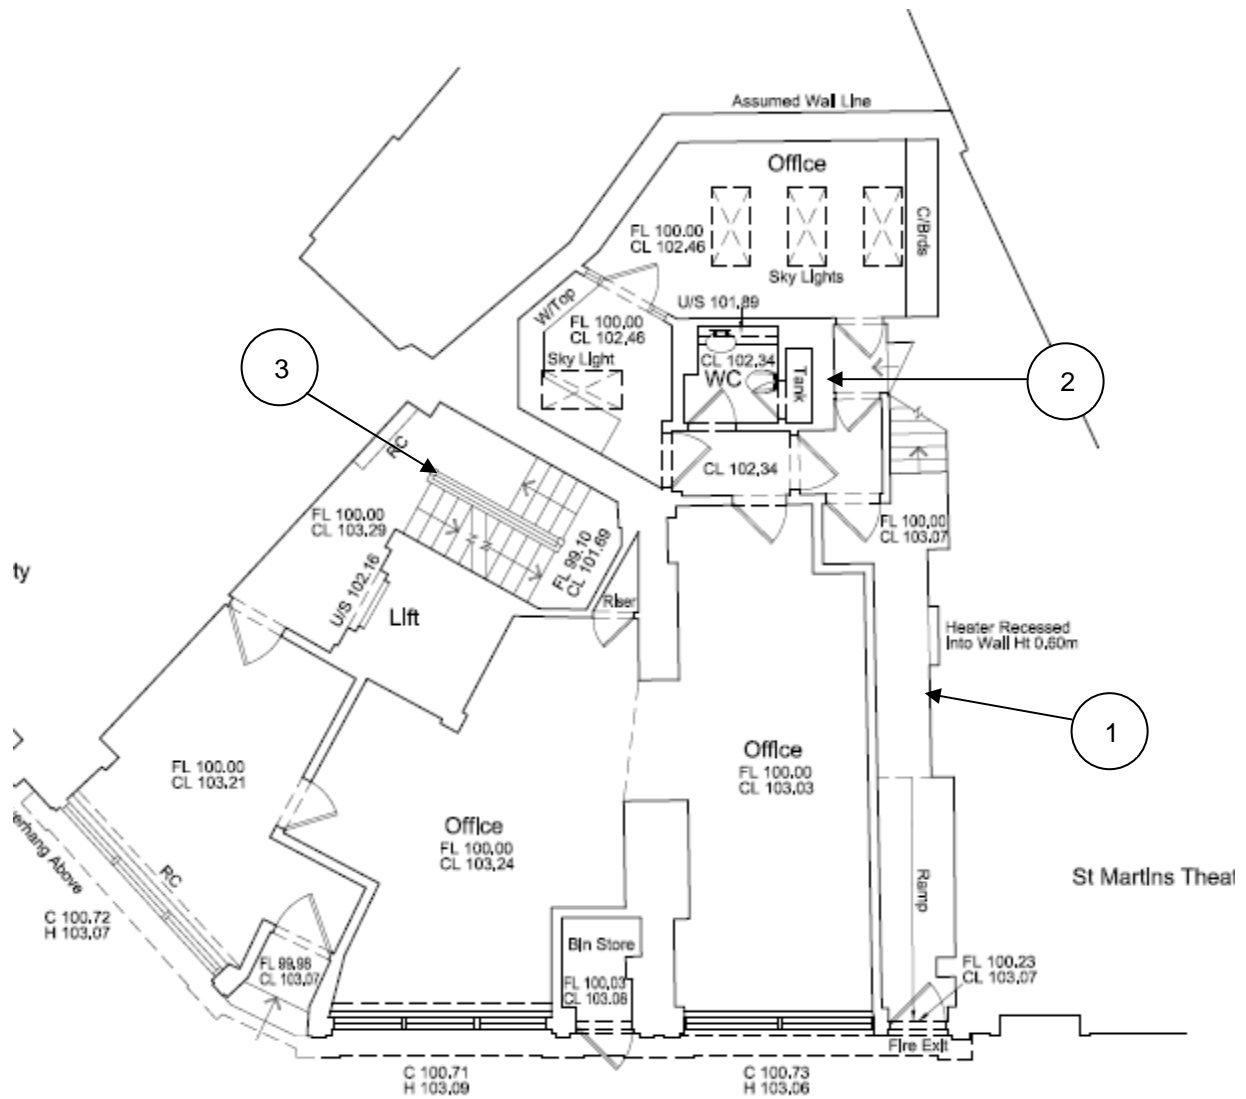 Assumed Wall Line
Office
FL 100.00
CL 102.46
C/Brds
Sky Lights
U/S 101.89
W/Top
FL 100.00
CL 102.46
Sky Light
CL 102.34
WC
Tank
2
3
RC
CL 102.34
FL 100.00
CL 103.29
FL 100.00
CL 103.07
FL 99.10
CL 101.69
ty
U/S 102.16
Lift
Riser
Heater Recessed
Into Wall Ht 0.60m
1
FL 100.00
CL 103.21
Office
FL 100.00
CL 103.03
Office
FL 100.00
CL 103.24
erhang Above
RC
Ramp
St Martins Theat
C 100.72
H 103.07
Bin Store
FL 99.98
CL 103.07
FL 100.03
CL 103.08
FL 100.23
CL 103.07
Fire Exit
C 100.71
H 103.09
C 100.73
H 103.06